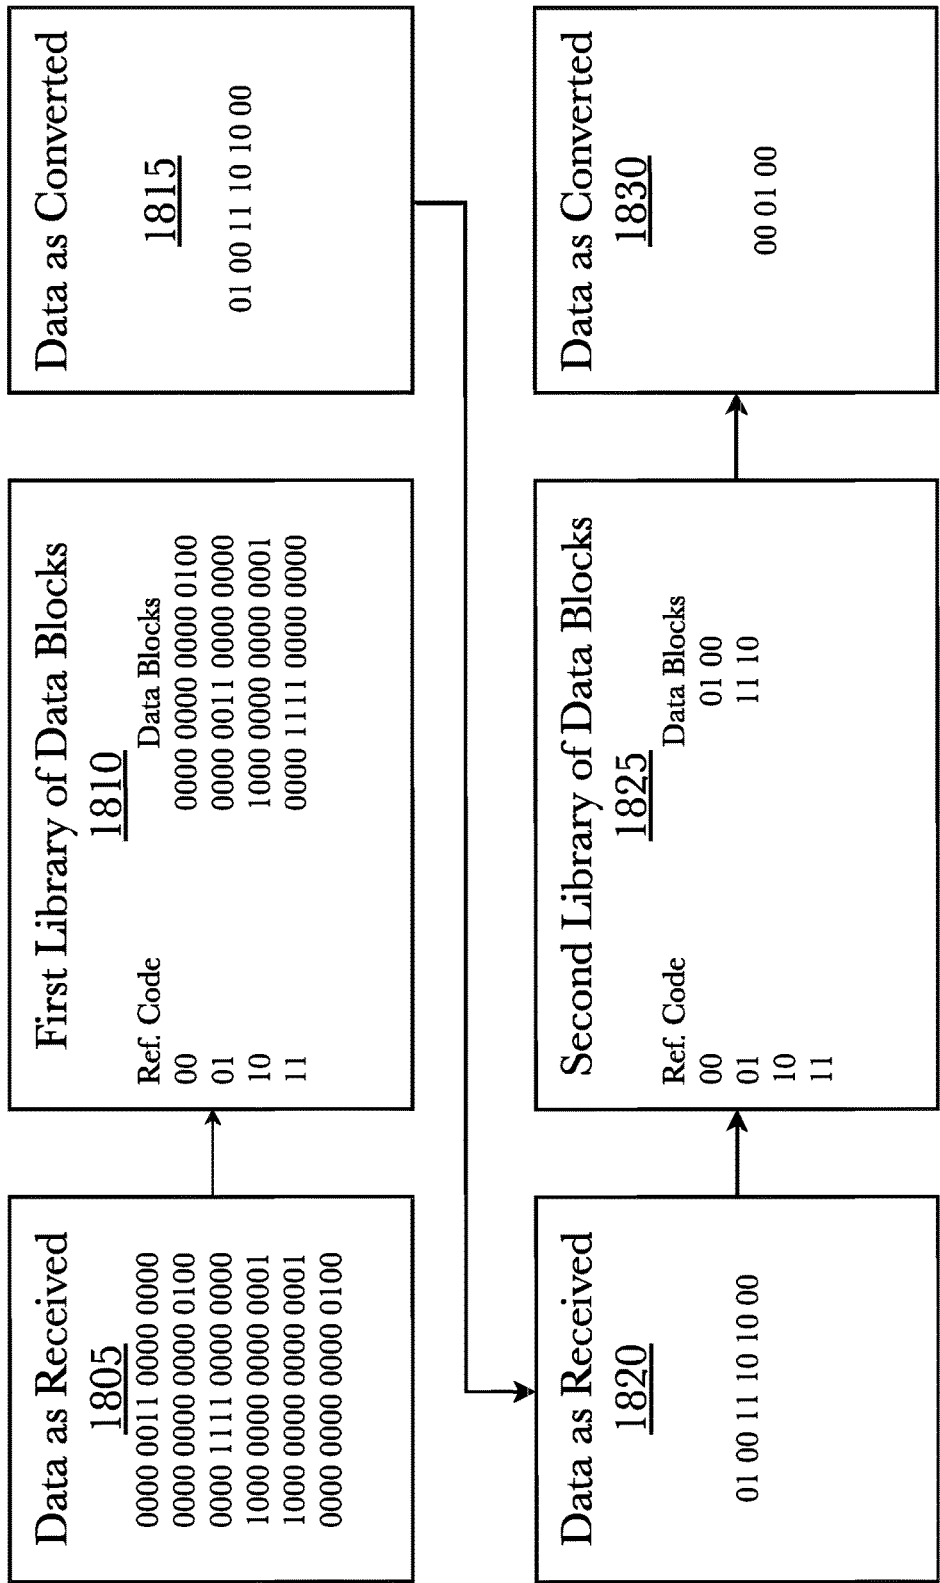 Data as Received
1805
0000 0011 0000 0000
0000 0000 0000 0100
0000 1111 0000 0000
1000 0000 0000 0001
1000 0000 0000 0001
0000 0000 0000 0100
First Library of Data Blocks
1810
Ref. Code Data Blocks
00 0000 0000 0000 0100
01 0000 0011 0000 0000
10 1000 0000 0000 0001
11 0000 1111 0000 0000
Data as Converted
1815
01 00 11 10 10 00
Data as Received
1820
01 00 11 10 10 00
Second Library of Data Blocks
1825
Ref. Code Data Blocks
00 01 00
01 11 10
10
11
Data as Converted
1830
00 01 00